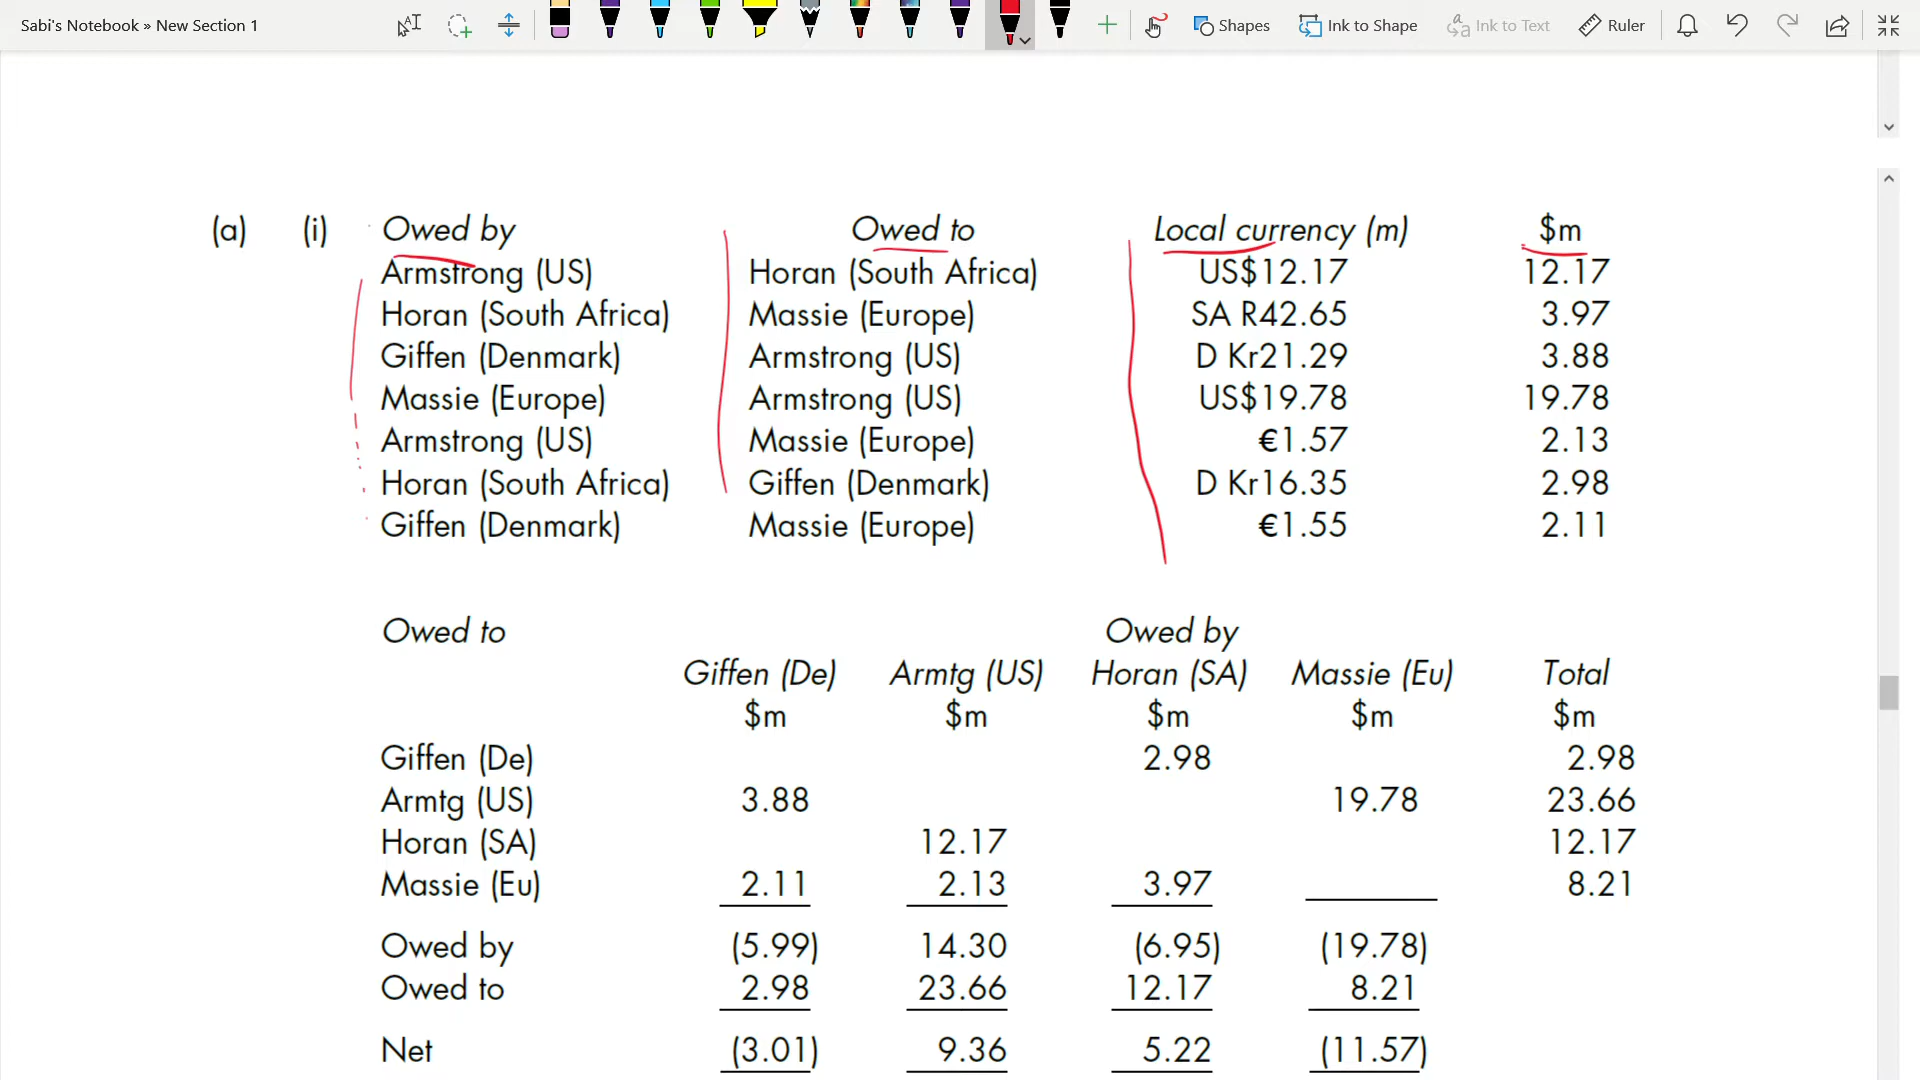 Sabi's Notebook » New Section 1
Shapes Ink to Shape Ink to Text Ruler
(a) (i) Owed by Owed to Local currency (m) $m
Armstrong (US) Horan (South Africa) US$12.17 12.17
Horan (South Africa) Massie (Europe) SA R42.65 3.97
Giffen (Denmark) Armstrong (US) D Kr21.29 3.88
Massie (Europe) Armstrong (US) US$19.78 19.78
Armstrong (US) Massie (Europe) €1.57 2.13
Horan (South Africa) Giffen (Denmark) D Kr16.35 2.98
Giffen (Denmark) Massie (Europe) €1.55 2.11
Owed to Owed by
Giffen (De) Armtg (US) Horan (SA) Massie (Eu) Total
$m $m $m $m $m
Giffen (De) 2.98 2.98
Armtg (US) 3.88 19.78 23.66
Horan (SA) 12.17 12.17
Massie (Eu) 2.11 2.13 3.97 8.21
Owed by (5.99) 14.30 (6.95) (19.78)
Owed to 2.98 23.66 12.17 8.21
Net (3.01) 9.36 5.22 (11.57)